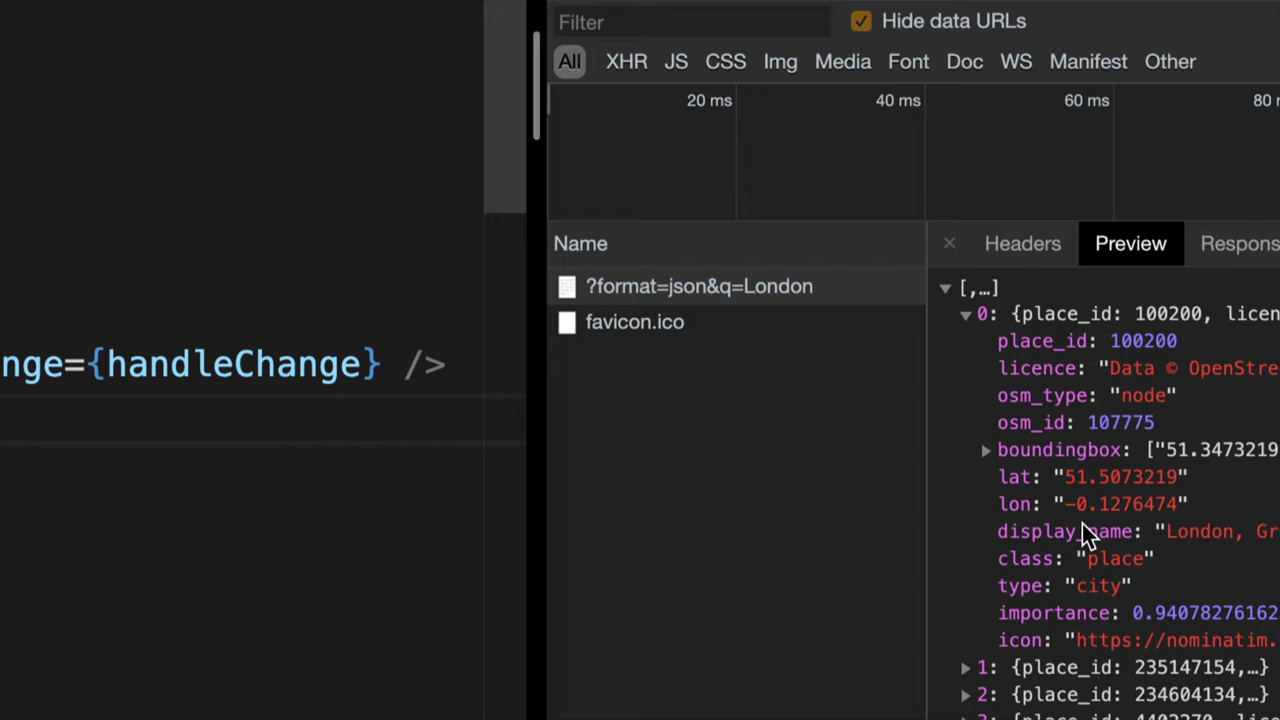 nge={handleChange} />
Filter
Hide data URLs
All XHR JS CSS Img Media Font Doc WS Manifest Other
20 ms 40 ms 60 ms 80
Name
?format=json&q=London
favicon.ico
Headers Preview Respons
[,…]
0: {place_id: 100200, licen
place_id: 100200
licence: "Data © OpenStre
osm_type: "node"
osm_id: 107775
boundingbox: ["51.3473219
lat: "51.5073219"
lon: "-0.1276474"
display_name: "London, Gr
class: "place"
type: "city"
importance: 0.94078276162
icon: "https://nominatim.
1: {place_id: 235147154,…}
2: {place_id: 234604134,…}